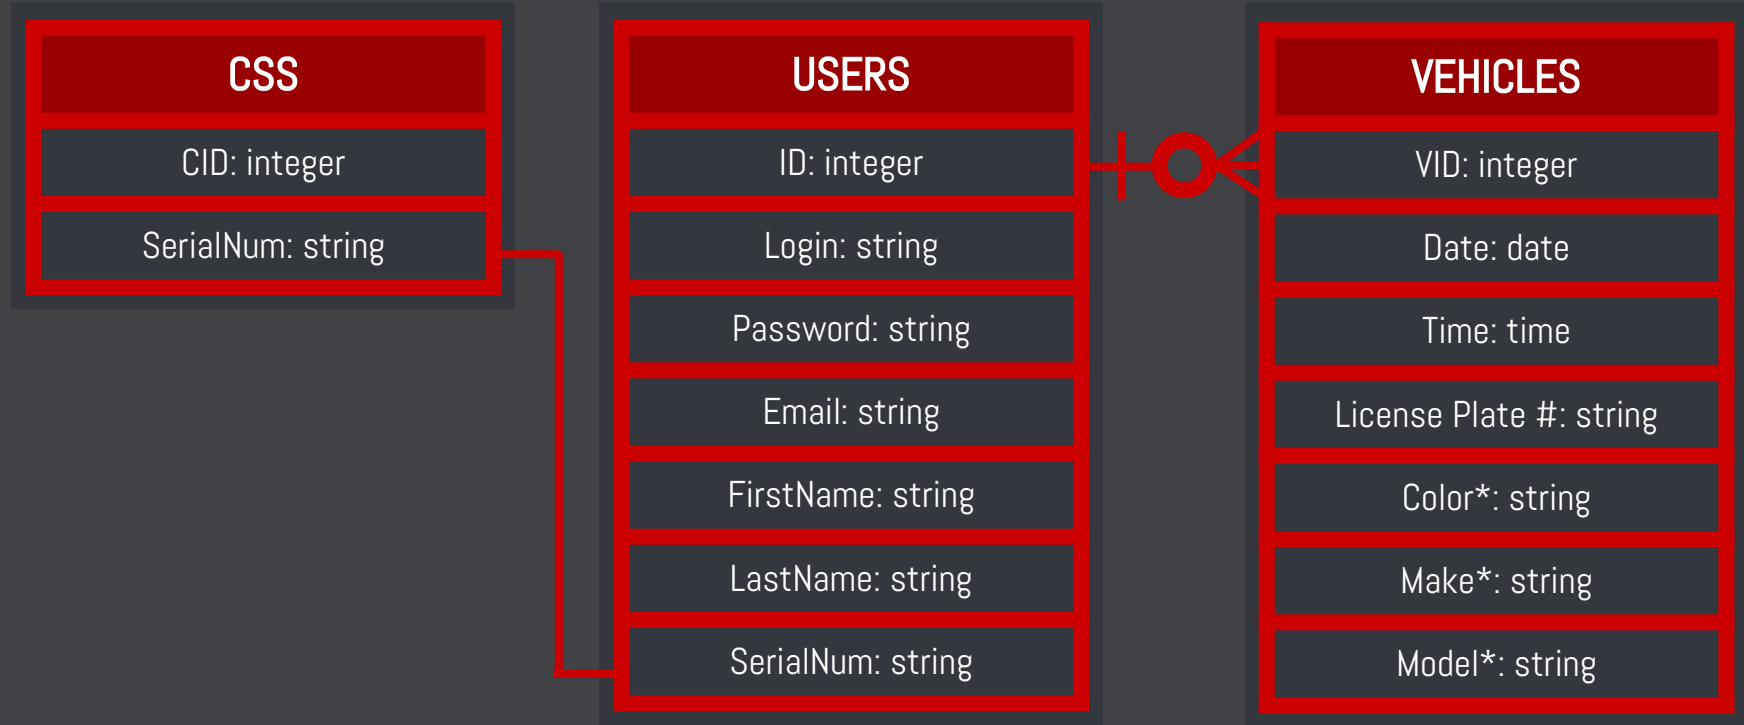 CSS
CID: integer
SerialNum: string
USERS
ID: integer
Login: string
Password: string
Email: string
FirstName: string
LastName: string
SerialNum: string
VEHICLES
VID: integer
Date: date
Time: time
License Plate #: string
Color*: string
Make*: string
Model*: string